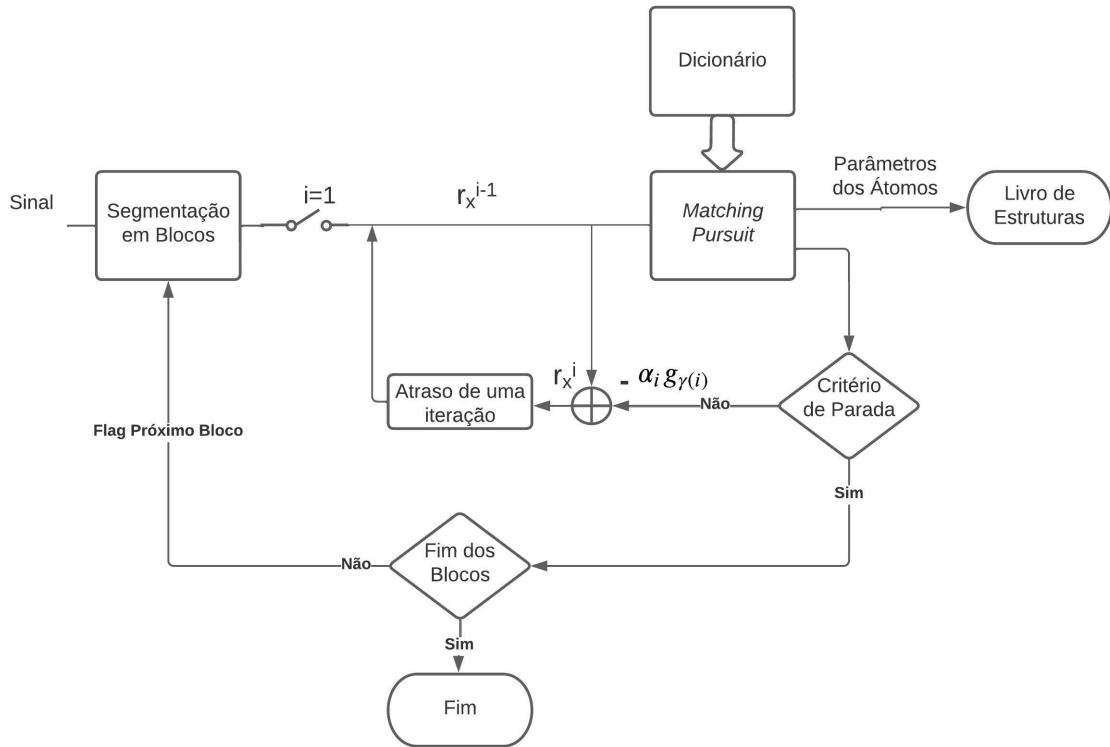 Dicionário
Sinal
Segmentação
em Blocos
i=1
r_x^{i-1}
Matching
Pursuit
Parâmetros
dos Átomos
Livro de
Estruturas
Atraso de uma
iteração
r_x^i
- α_i g_{γ(i)}
Não
Critério
de Parada
Flag Próximo Bloco
Sim
Não
Fim dos
Blocos
Sim
Fim